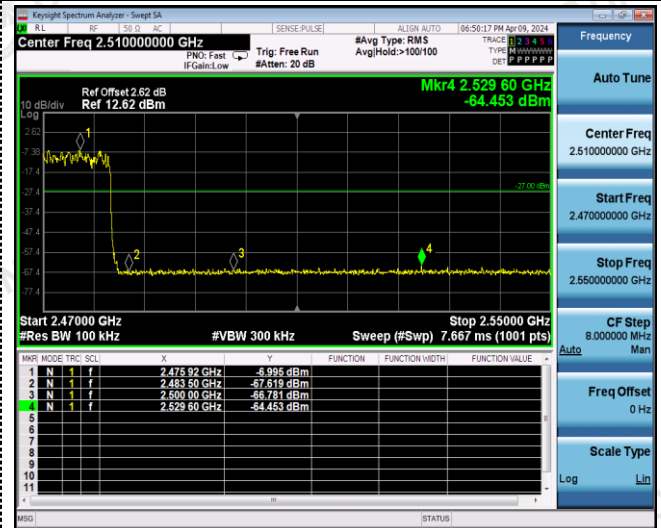 Keysight Spectrum Analyzer - Swept SA
RL RF 50 Ω AC SENSE:PULSE ALIGN AUTO 06:50:17 PM Apr 09, 2024
Center Freq 2.510000000 GHz
PNO: Fast
IFGain:Low
Trig: Free Run
#Atten: 20 dB
#Avg Type: RMS
Avg|Hold:>100/100
TRACE 1 2 3 4 5 6
TYPE M WWWWW
DET P P P P P P
Ref Offset 2.62 dB
Ref 12.62 dBm
10 dB/div
Log
Mkr4 2.529 60 GHz
-64.453 dBm
2.62
-7.38
-17.4
-27.4
-37.4
-47.4
-57.4
-67.4
-77.4
1
2
3
4
-27.00 dBm
Start 2.47000 GHz
Stop 2.55000 GHz
#Res BW 100 kHz
#VBW 300 kHz
Sweep (#Swp) 7.667 ms (1001 pts)
MKR MODE TRC SCL X Y FUNCTION FUNCTION WIDTH FUNCTION VALUE
1 N 1 f 2.475 92 GHz -6.995 dBm
2 N 1 f 2.483 50 GHz -67.619 dBm
3 N 1 f 2.500 00 GHz -66.781 dBm
4 N 1 f 2.529 60 GHz -64.453 dBm
5
6
7
8
9
10
11
MSG
STATUS
Frequency
Auto Tune
Center Freq
2.510000000 GHz
Start Freq
2.470000000 GHz
Stop Freq
2.550000000 GHz
CF Step
8.000000 MHz
Auto Man
Freq Offset
0 Hz
Scale Type
Log Lin